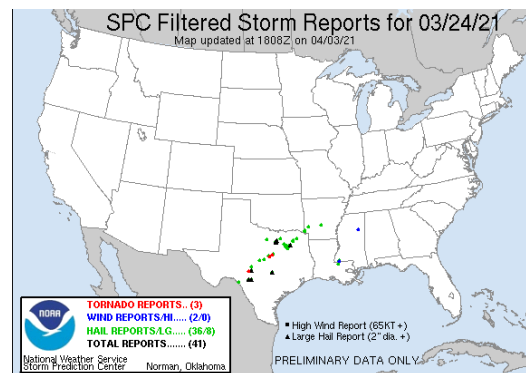 SPC Filtered Storm Reports for 03/24/21
Map updated at 1808Z on 04/03/21
NOAA
TORNADO REPORTS.. (3)
WIND REPORTS/HI..... (2/0)
HAIL REPORTS/LG..... (36/8)
TOTAL REPORTS....... (41)
National Weather Service
Storm Prediction Center Norman, Oklahoma
High Wind Report (65KT +)
Large Hail Report (2" dia. +)
PRELIMINARY DATA ONLY